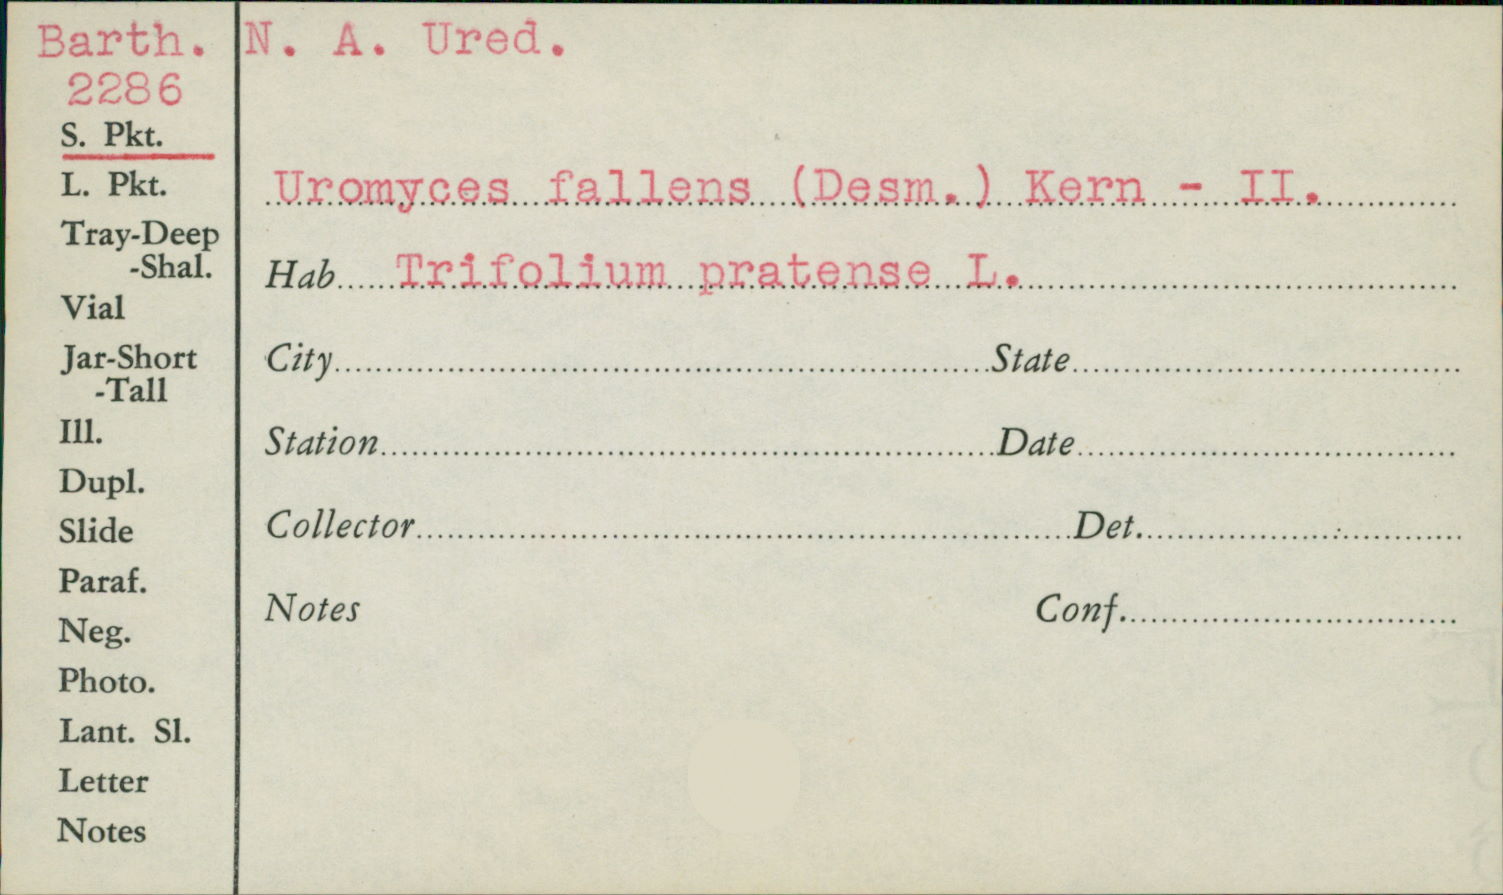 Barth. N. A. Ured.
2286
S. Pkt.
L. Pkt.
Tray-Deep
-Shal.
Vial
Jar-Short
-Tall
Ill.
Dupl.
Slide
Paraf.
Neg.
Photo.
Lant. Sl.
Letter
Notes
Uromyces fallens (Desm.) Kern - II.
Hab Trifolium pratense L.
City State
Station Date
Collector Det.
Notes Conf.